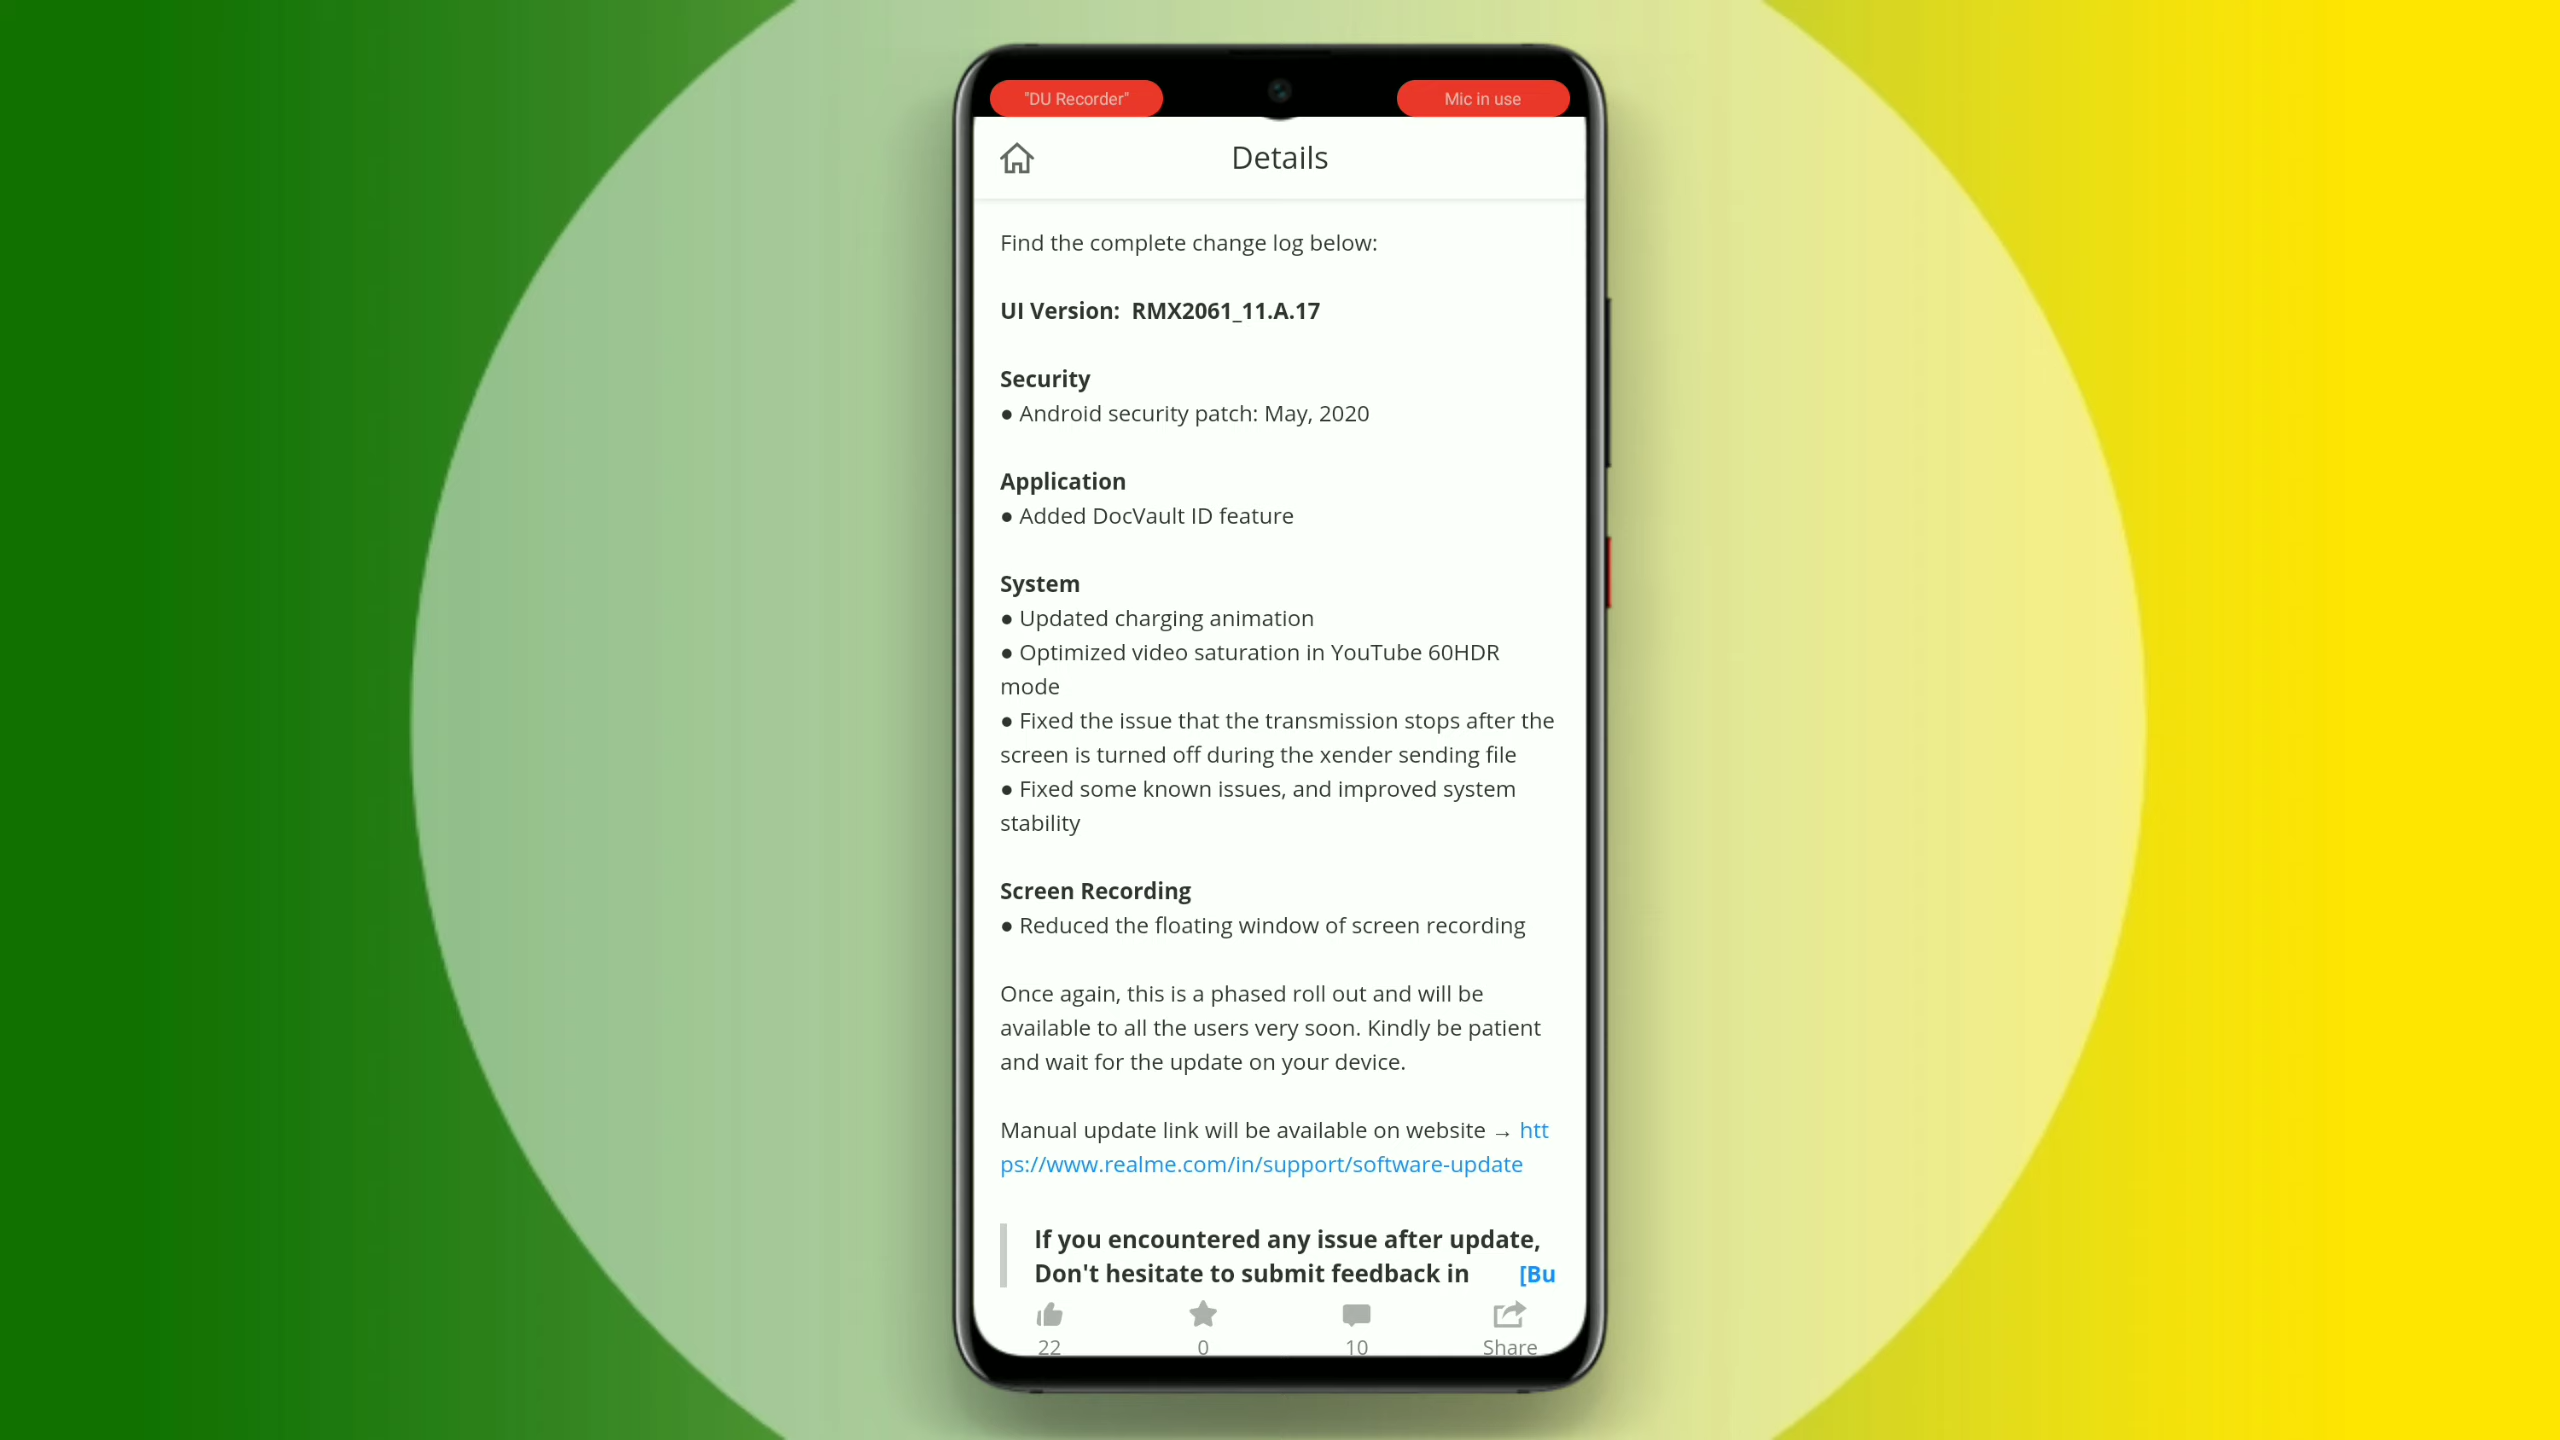 "DU Recorder"
Mic in use
Details
Find the complete change log below:
UI Version: RMX2061_11.A.17
Security
● Android security patch: May, 2020
Application
● Added DocVault ID feature
System
● Updated charging animation
● Optimized video saturation in YouTube 60HDR
mode
● Fixed the issue that the transmission stops after the
screen is turned off during the xender sending file
● Fixed some known issues, and improved system
stability
Screen Recording
● Reduced the floating window of screen recording
Once again, this is a phased roll out and will be
available to all the users very soon. Kindly be patient
and wait for the update on your device.
Manual update link will be available on website → htt
ps://www.realme.com/in/support/software-update
If you encountered any issue after update,
Don't hesitate to submit feedback in [Bu
22 0 10 Share